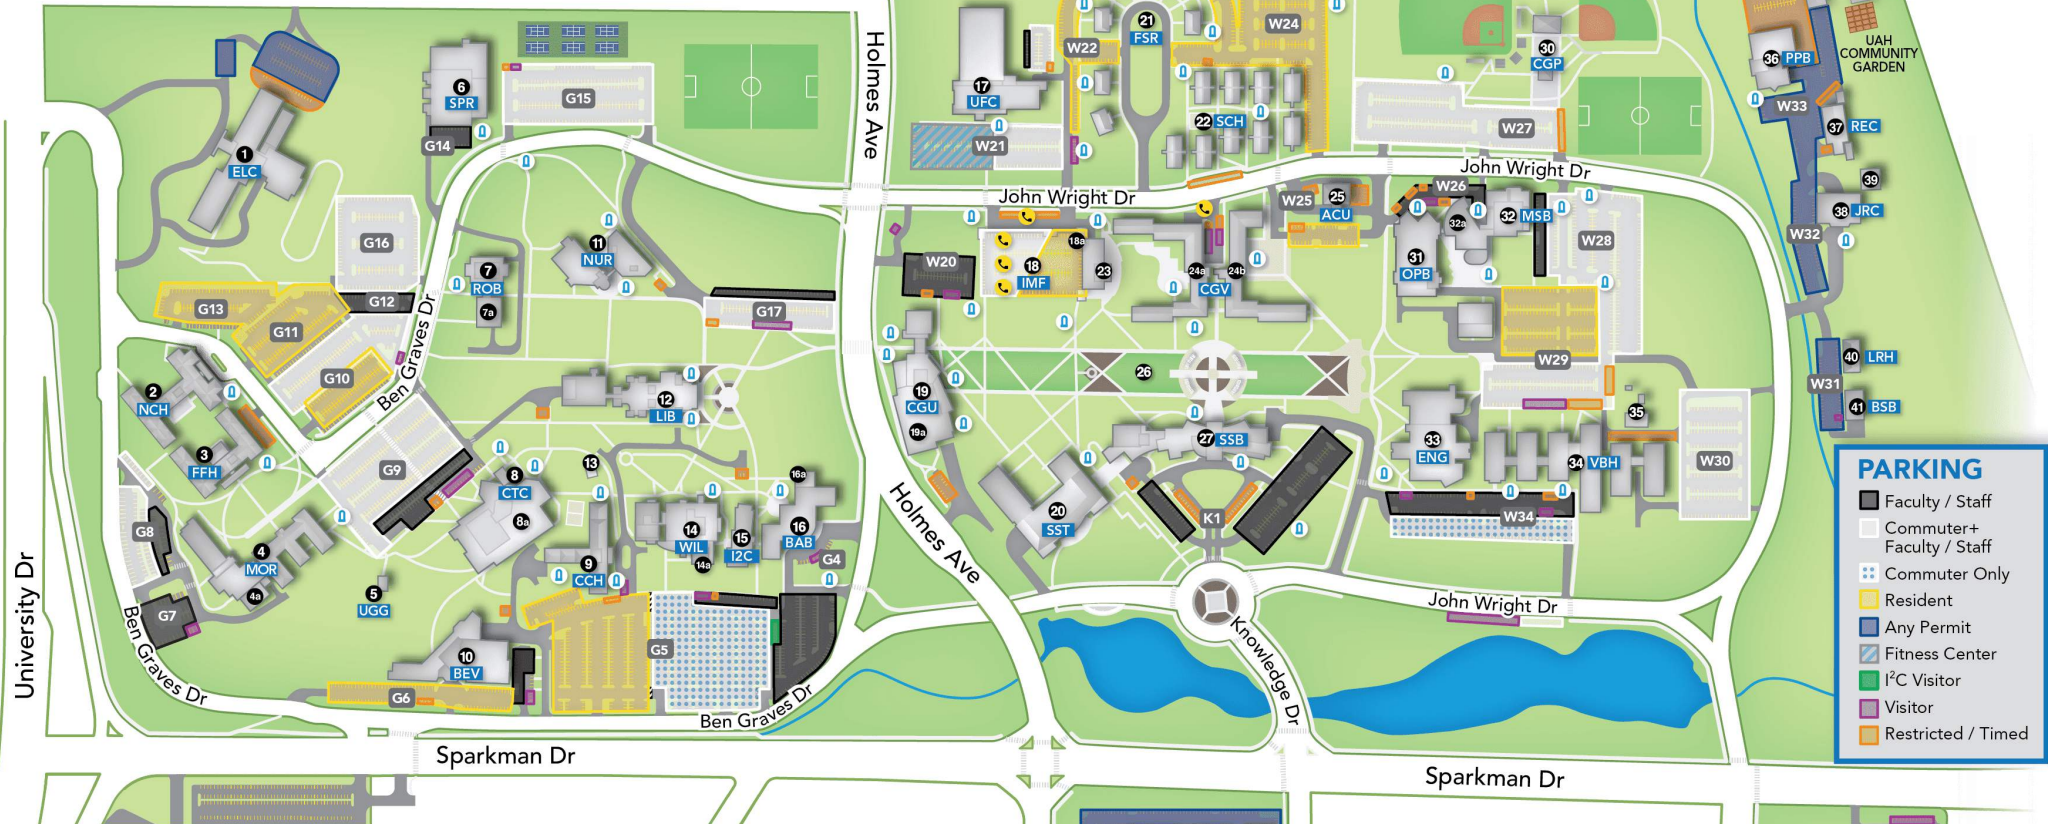 1
ELC
6
SPR
G14
G15
G16
G12
G13
G11
G10
7
ROB
7a
11
NUR
G17
2
NCH
3
FFH
G9
12
LIB
8
CTC
8a
13
G8
4
MOR
4a
G7
5
UGG
9
CCH
14
WIL
14a
15
I2C
16a
16
BAB
G4
10
BEV
G6
G5
University Dr
Ben Graves Dr
Ben Graves Dr
Ben Graves Dr
Sparkman Dr
Holmes Ave
Holmes Ave
17
UFC
W22
21
FSR
W24
W21
22 SCH
30
CGP
W27
John Wright Dr
John Wright Dr
W20
18
IMF
18a
23
24a
24b
CGV
W25
25
ACU
W26
32a
32 MSB
31
OPB
W28
W29
19
CGU
19a
26
27 SSB
20
SST
K1
33
ENG
34 VBH
35
W30
W34
John Wright Dr
Knowledge Dr
Sparkman Dr
36 PPB
UAH
COMMUNITY
GARDEN
W33
37 REC
39
38 JRC
W32
40 LRH
W31
41 BSB
PARKING
Faculty / Staff
Commuter+
Faculty / Staff
Commuter Only
Resident
Any Permit
Fitness Center
I²C Visitor
Visitor
Restricted / Timed